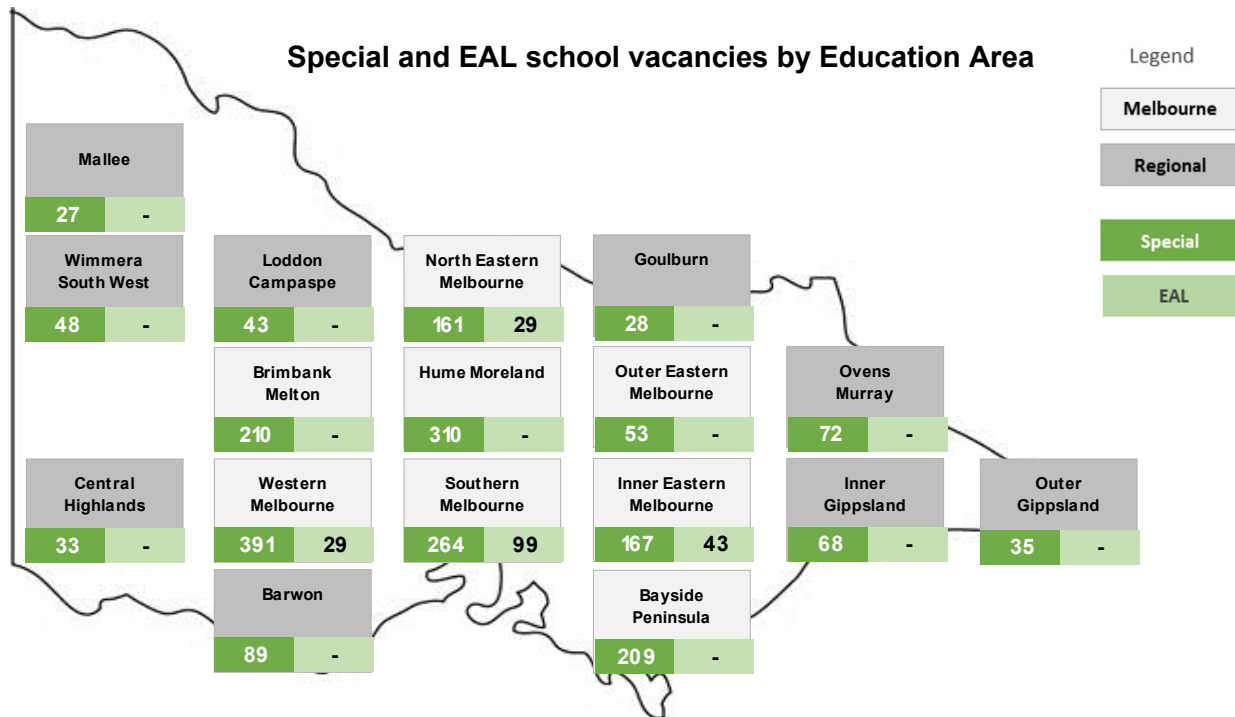 Special and EAL school vacancies by Education Area
Legend
Melbourne
Regional
Special
EAL
Mallee
27 -
Wimmera
South West
48 -
Loddon
Campaspe
43 -
North Eastern
Melbourne
161 29
Goulburn
28 -
Brimbank
Melton
210 -
Hume Moreland
310 -
Outer Eastern
Melbourne
53 -
Ovens
Murray
72 -
Central
Highlands
33 -
Western
Melbourne
391 29
Southern
Melbourne
264 99
Inner Eastern
Melbourne
167 43
Inner
Gippsland
68 -
Outer
Gippsland
35 -
Barwon
89 -
Bayside
Peninsula
209 -